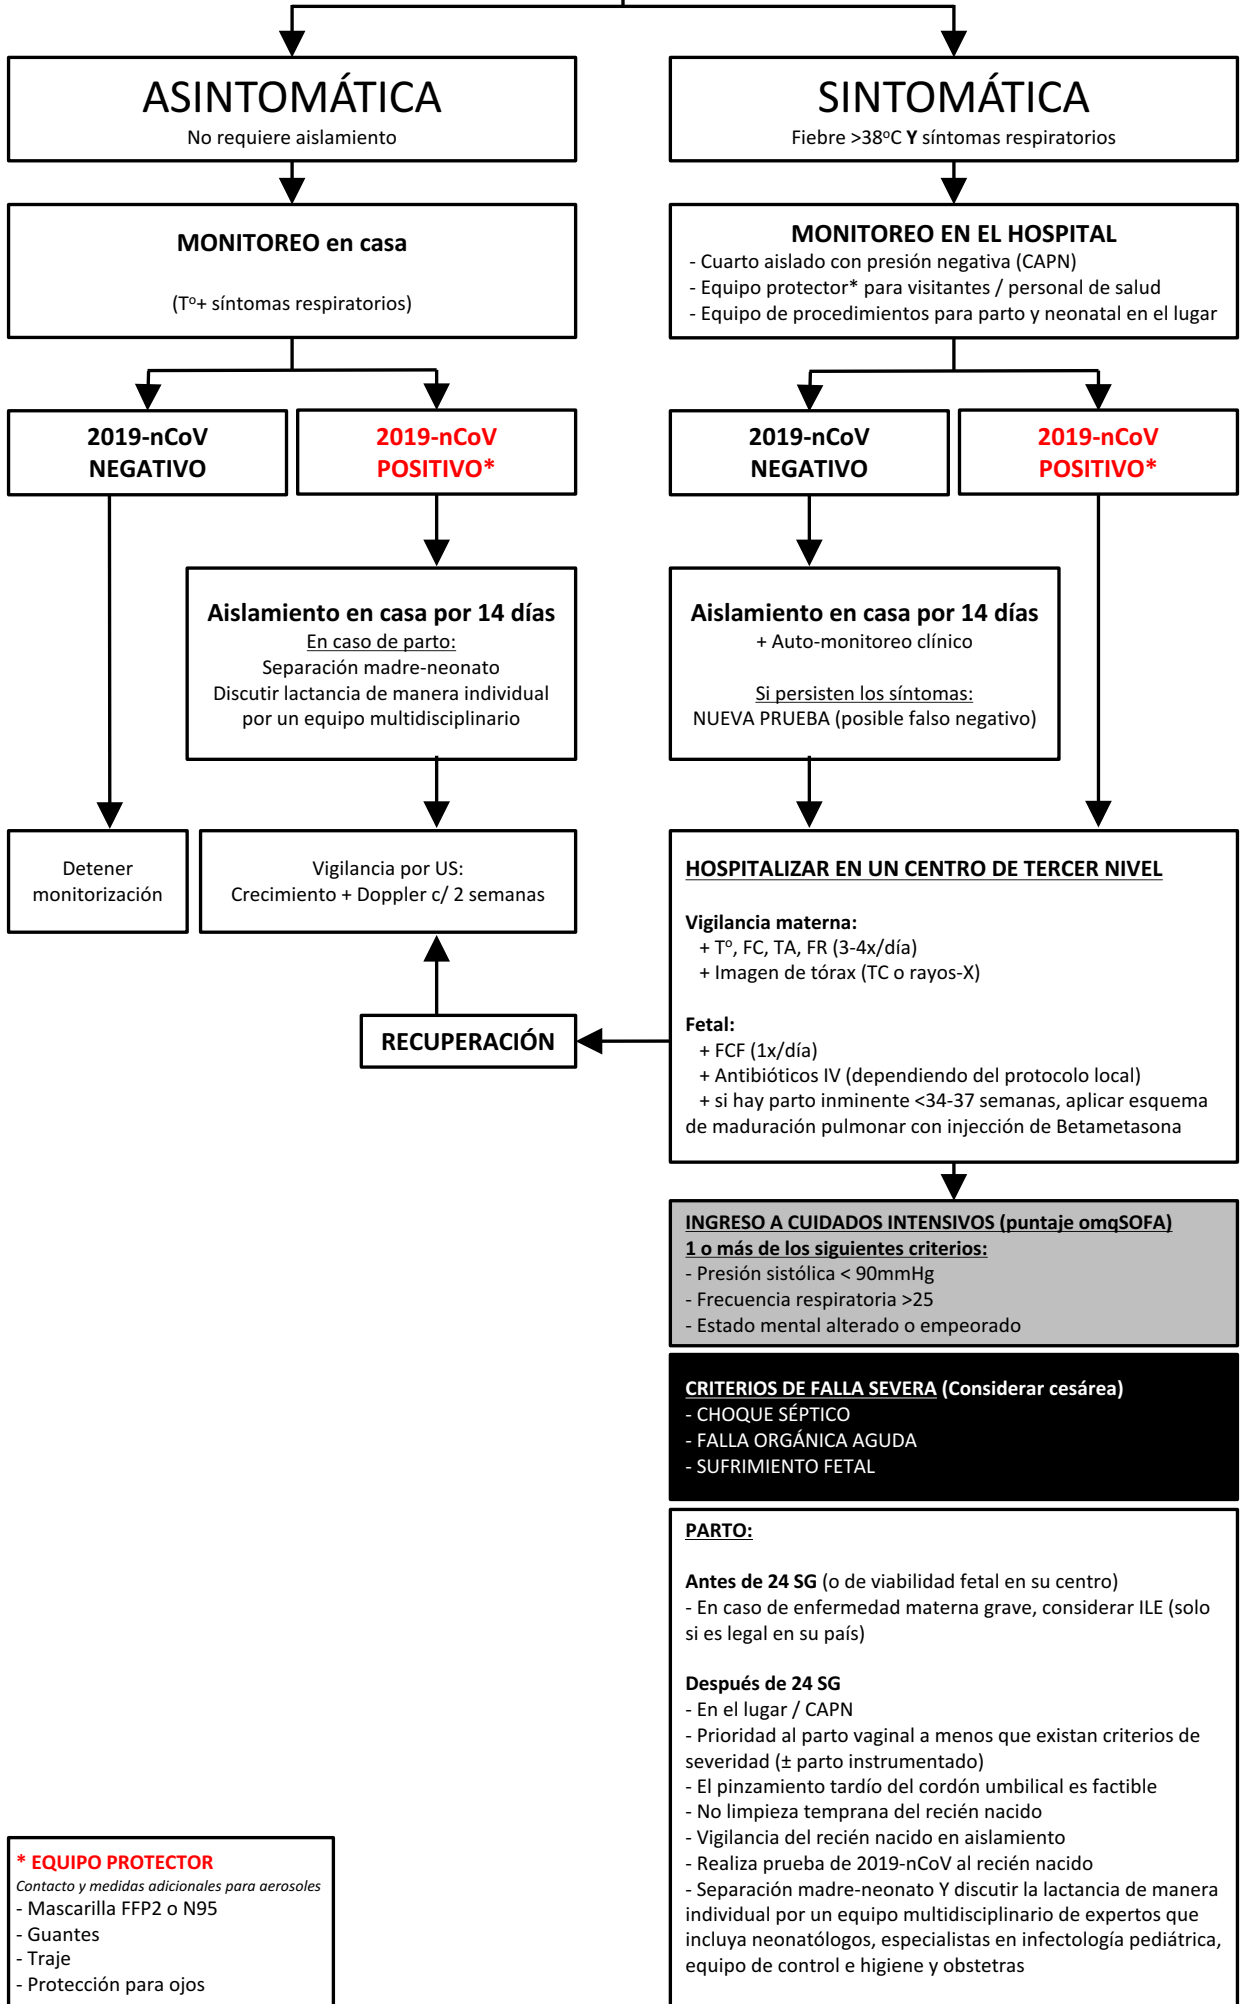 ASINTOMÁTICA
No requiere aislamiento
SINTOMÁTICA
Fiebre >38ºC Y síntomas respiratorios
MONITOREO en casa
(Tº+ síntomas respiratorios)
MONITOREO EN EL HOSPITAL
- Cuarto aislado con presión negativa (CAPN)
- Equipo protector* para visitantes / personal de salud
- Equipo de procedimientos para parto y neonatal en el lugar
2019-nCoV
NEGATIVO
2019-nCoV
POSITIVO*
2019-nCoV
NEGATIVO
2019-nCoV
POSITIVO*
Aislamiento en casa por 14 días
En caso de parto:
Separación madre-neonato
Discutir lactancia de manera individual
por un equipo multidisciplinario
Aislamiento en casa por 14 días
+ Auto-monitoreo clínico
Si persisten los síntomas:
NUEVA PRUEBA (posible falso negativo)
Detener
monitorización
Vigilancia por US:
Crecimiento + Doppler c/ 2 semanas
HOSPITALIZAR EN UN CENTRO DE TERCER NIVEL
Vigilancia materna:
+ Tº, FC, TA, FR (3-4x/día)
+ Imagen de tórax (TC o rayos-X)
Fetal:
+ FCF (1x/día)
+ Antibióticos IV (dependiendo del protocolo local)
+ si hay parto inminente <34-37 semanas, aplicar esquema
de maduración pulmonar con injección de Betametasona
RECUPERACIÓN
INGRESO A CUIDADOS INTENSIVOS (puntaje omqSOFA)
1 o más de los siguientes criterios:
- Presión sistólica < 90mmHg
- Frecuencia respiratoria >25
- Estado mental alterado o empeorado
CRITERIOS DE FALLA SEVERA (Considerar cesárea)
- CHOQUE SÉPTICO
- FALLA ORGÁNICA AGUDA
- SUFRIMIENTO FETAL
PARTO:
Antes de 24 SG (o de viabilidad fetal en su centro)
- En caso de enfermedad materna grave, considerar ILE (solo
si es legal en su país)
Después de 24 SG
- En el lugar / CAPN
- Prioridad al parto vaginal a menos que existan criterios de
severidad (± parto instrumentado)
- El pinzamiento tardío del cordón umbilical es factible
- No limpieza temprana del recién nacido
- Vigilancia del recién nacido en aislamiento
- Realiza prueba de 2019-nCoV al recién nacido
- Separación madre-neonato Y discutir la lactancia de manera
individual por un equipo multidisciplinario de expertos que
incluya neonatólogos, especialistas en infectología pediátrica,
equipo de control e higiene y obstetras
* EQUIPO PROTECTOR
Contacto y medidas adicionales para aerosoles
- Mascarilla FFP2 o N95
- Guantes
- Traje
- Protección para ojos